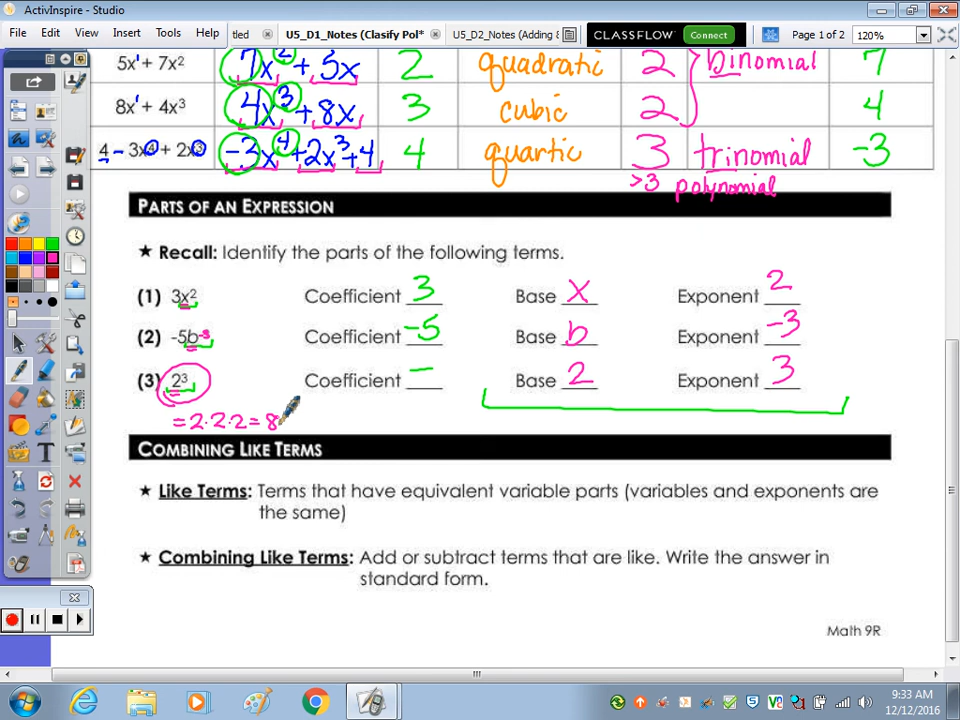 ActivInspire - Studio
File Edit View Insert Tools Help
tled U5_D1_Notes (Clasify Pol* U5_D2_Notes (Adding & CLASSFLOW Connect Page 1 of 2 120%
5x¹ + 7x² 7x² + 5x 2 quadratic 2 binomial 7
8x¹ + 4x³ 4x³ + 8x 3 cubic 2 4
4 - 3x⁴ + 2x³ -3x⁴ + 2x³ + 4 4 quartic 3 trinomial -3
>3 polynomial
PARTS OF AN EXPRESSION
★ Recall: Identify the parts of the following terms.
(1) 3x² Coefficient 3 Base x Exponent 2
(2) -5b⁻³ Coefficient -5 Base b Exponent -3
(3) 2³ Coefficient - Base 2 Exponent 3
= 2·2·2 = 8
COMBINING LIKE TERMS
★ Like Terms: Terms that have equivalent variable parts (variables and exponents are
the same)
★ Combining Like Terms: Add or subtract terms that are like. Write the answer in
standard form.
Math 9R
9:33 AM
12/12/2016